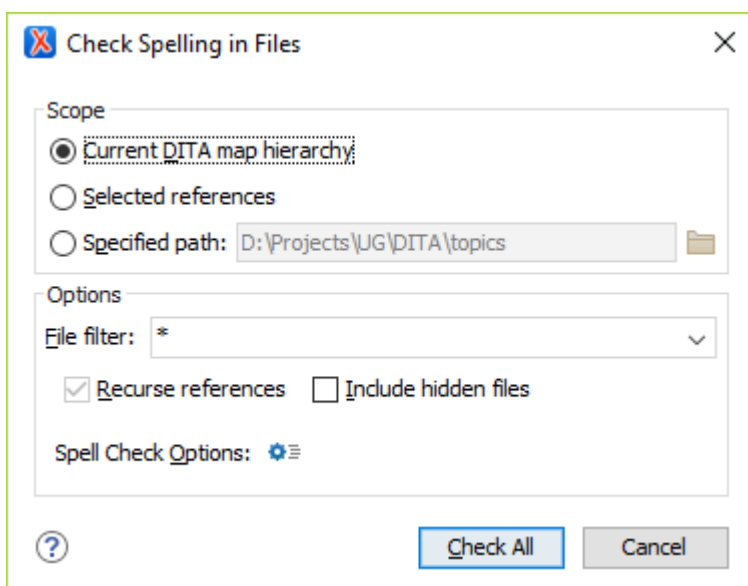 Check Spelling in Files
Scope
Current DITA map hierarchy
Selected references
Specified path: D:\Projects\UG\DITA\topics
Options
File filter: *
Recurse references Include hidden files
Spell Check Options:
? Check All Cancel